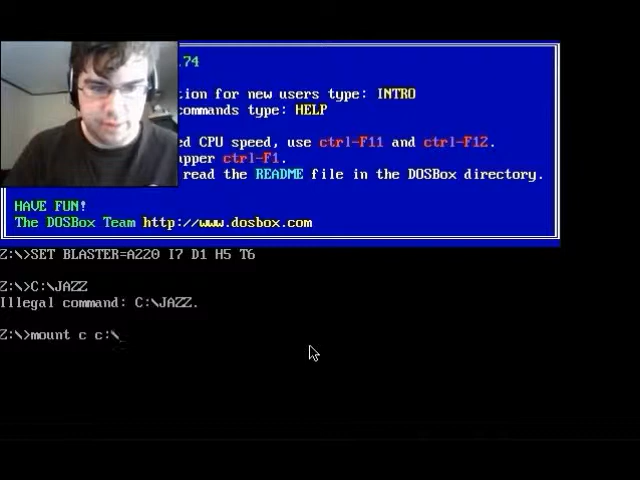 .74
tion for new users type: INTRO
commands type: HELP
ed CPU speed, use ctrl-F11 and ctrl-F12.
apper ctrl-F1.
read the README file in the DOSBox directory.
HAVE FUN!
The DOSBox Team http://www.dosbox.com
Z:\>SET BLASTER=A220 I7 D1 H5 T6
Z:\>C:\JAZZ
Illegal command: C:\JAZZ.
Z:\>mount c c:\_